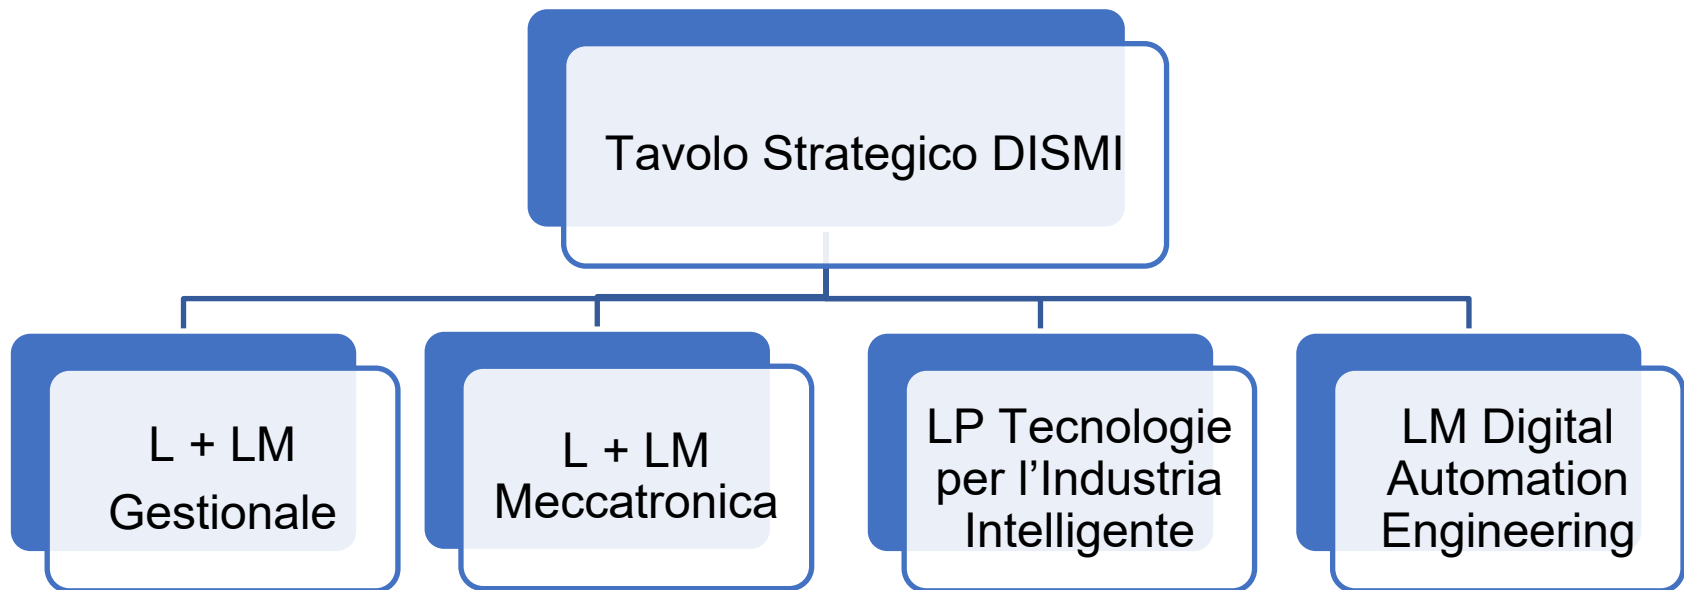 Tavolo Strategico DISMI
L + LM
Gestionale
L + LM
Meccatronica
LP Tecnologie
per l’Industria
Intelligente
LM Digital
Automation
Engineering